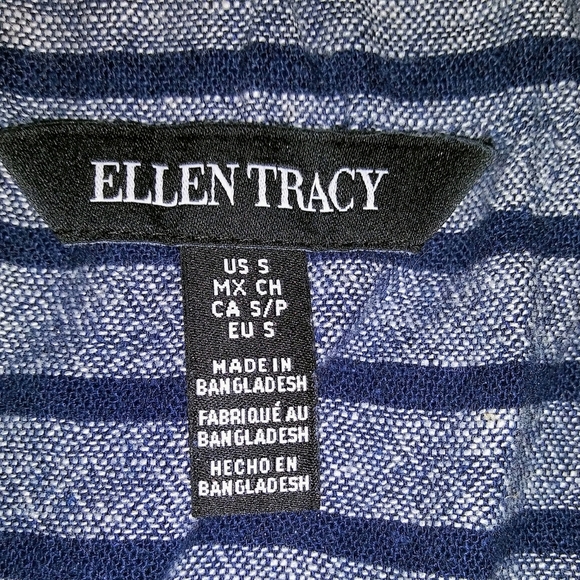 ELLEN TRACY
US S
MX CH
CA S/P
EU S
MADE IN
BANGLADESH
FABRIQUÉ AU
BANGLADESH
HECHO EN
BANGLADESH